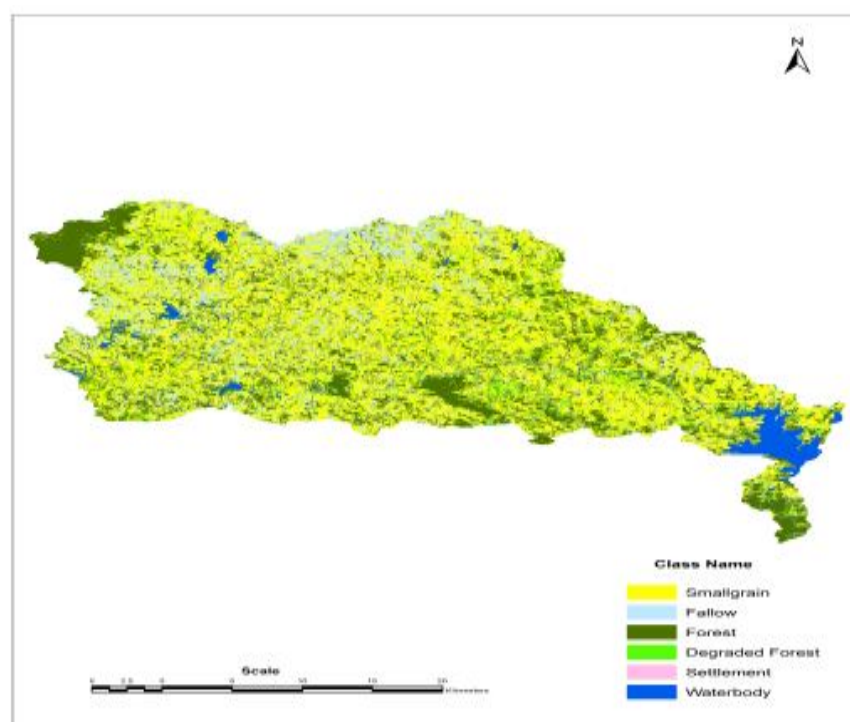 N
Class Name
Smallgrain
Fallow
Forest
Degraded Forest
Settlement
Waterbody
Scale
Kilometers